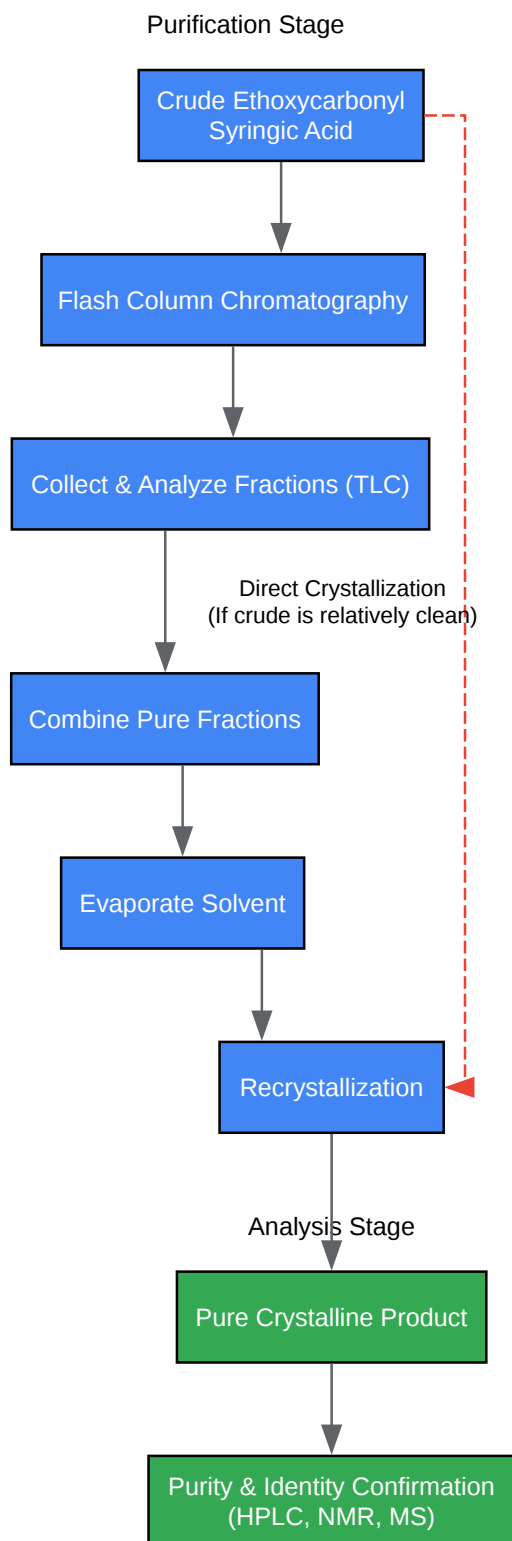 Purification Stage
Crude Ethoxycarbonyl
Syringic Acid
Flash Column Chromatography
Collect & Analyze Fractions (TLC)
Direct Crystallization
(If crude is relatively clean)
Combine Pure Fractions
Evaporate Solvent
Recrystallization
Analysis Stage
Pure Crystalline Product
Purity & Identity Confirmation
(HPLC, NMR, MS)